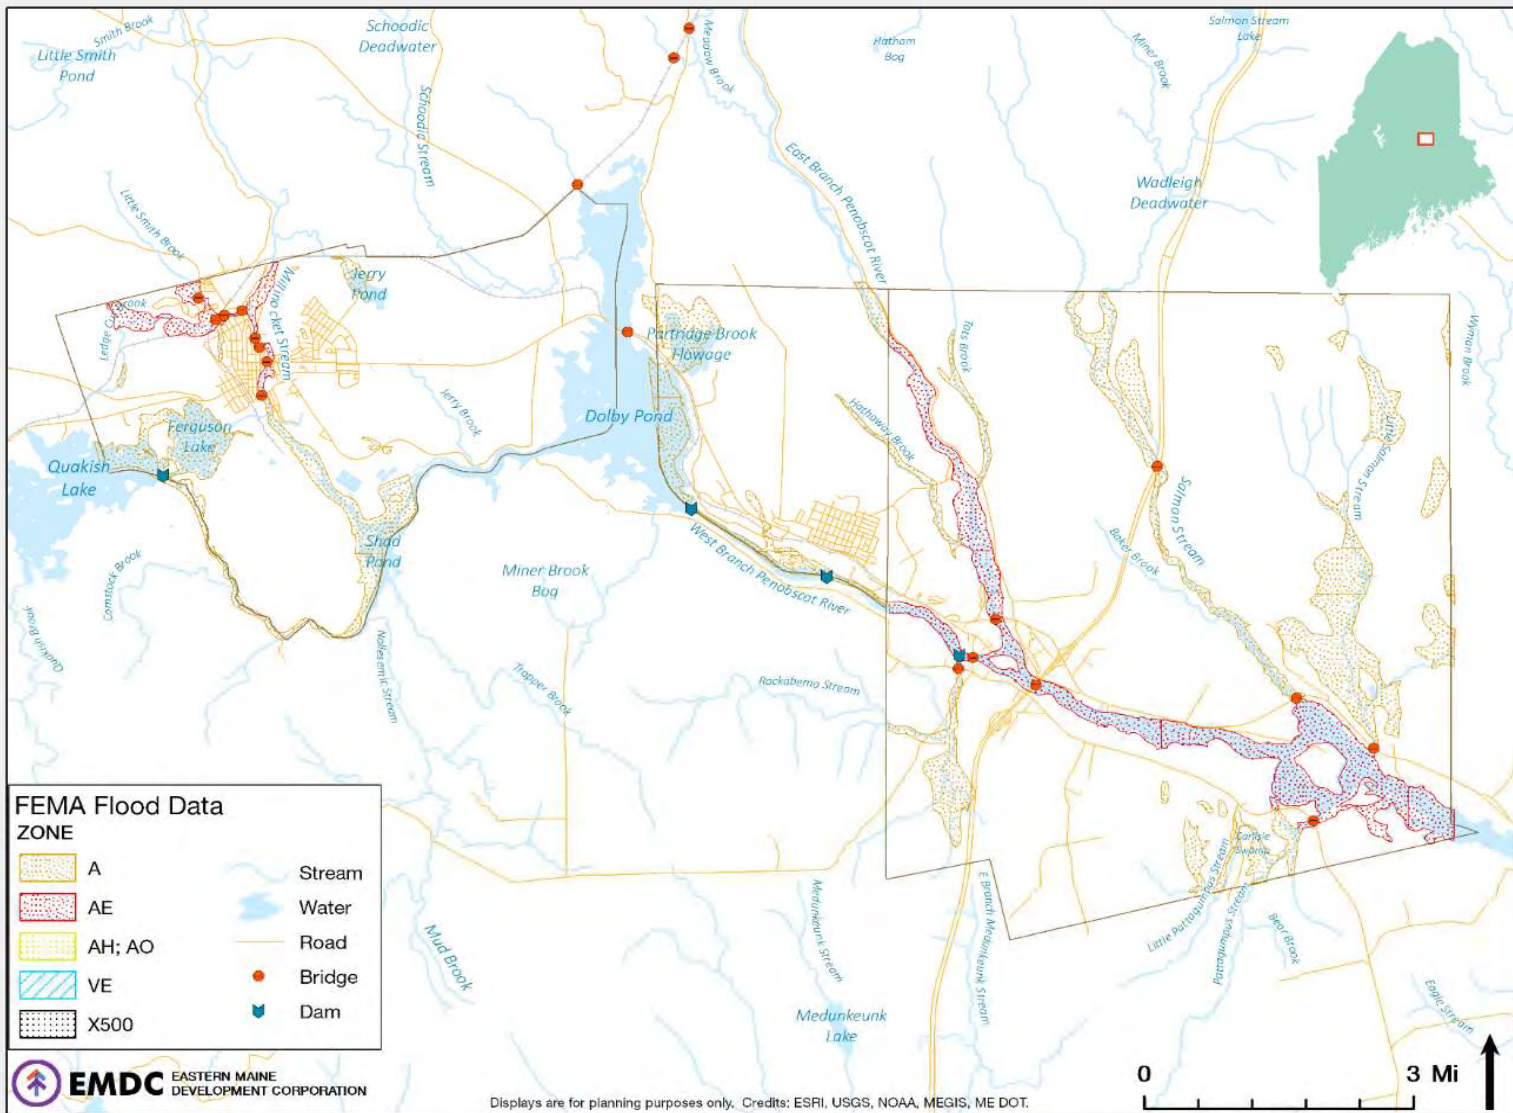 Smith Brook
Little Smith
Pond
Schoodic
Deadwater
Schoodic Stream
Meadow Brook
Hatham
Bog
Salmon Stream
Lake
Miner Brook
East Branch Penobscot River
Wadleigh
Deadwater
Little Smith Brook
Millinocket Stream
Jerry
Pond
Ledge Cut Brook
Partridge Brook
Flowage
Tots Brook
Wyman Brook
Jerry Brook
Dolby Pond
Hathaway Brook
Little Salmon Stream
Ferguson
Lake
Quakish
Lake
Salmon Stream
Baker Brook
Shad
Pond
West Branch Penobscot River
Miner Brook
Bog
Comstock Brook
Quakish Brook
Nollesemic Stream
Trapper Brook
Rockabema Stream
Carlisle
Swamp
Little Pattagumpus Stream
Pattagumpus Stream
Bear Brook
Medunkeunk Stream
E Branch Medunkeunk Stream
Mud Brook
Medunkeunk
Lake
Eagle Stream
FEMA Flood Data
ZONE
A
AE
AH; AO
VE
X500
Stream
Water
Road
Bridge
Dam
EMDC
EASTERN MAINE
DEVELOPMENT CORPORATION
Displays are for planning purposes only. Credits: ESRI, USGS, NOAA, MEGIS, ME DOT.
0 3 Mi